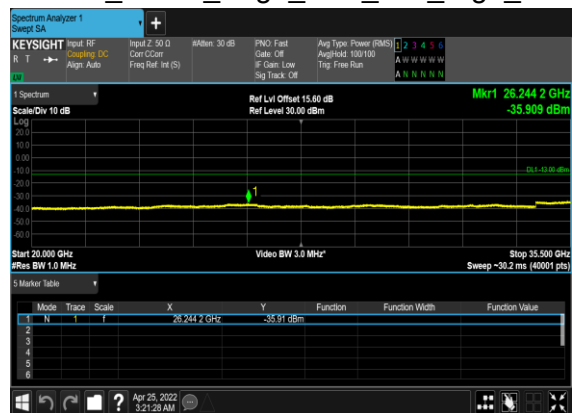 Spectrum Analyzer 1
Swept SA
+
KEYSIGHT Input: RF Input Z: 50 Ω #Atten: 30 dB PNO: Fast Avg Type: Power (RMS) 1 2 3 4 5 6
R T Coupling: DC Corr CCorr Gate: Off Avg|Hold: 100/100 A W W W W W
Align: Auto Freq Ref: Int (S) IF Gain: Low Trig: Free Run
Sig Track: Off A N N N N N
1 Spectrum
Ref Lvl Offset 15.60 dB Mkr1 26.244 2 GHz
Scale/Div 10 dB Ref Level 30.00 dBm -35.909 dBm
Log
20.0
10.0
0.00
-10.0 DL1 -13.00 dBm
-20.0
-30.0 1
-40.0
-50.0
-60.0
Start 20.000 GHz Video BW 3.0 MHz* Stop 35.500 GHz
#Res BW 1.0 MHz Sweep ~30.2 ms (40001 pts)
5 Marker Table
Mode Trace Scale X Y Function Function Width Function Value
1 N 1 f 26.244 2 GHz -35.91 dBm
2
3
4
5
6
? Apr 25, 2022
3:21:28 AM